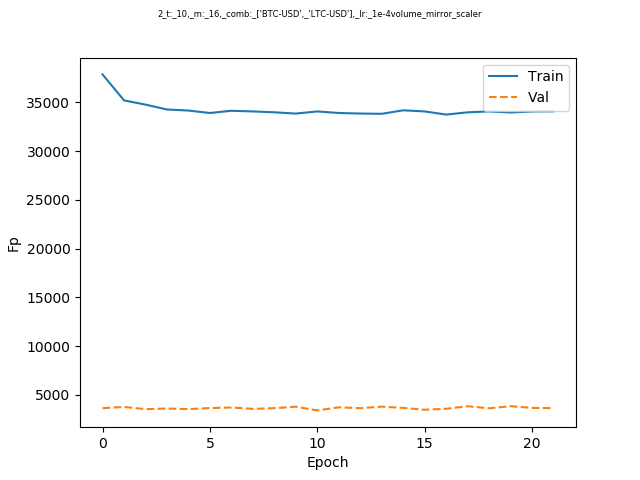 2_t:_10,_m:_16,_comb:_['BTC-USD',_'LTC-USD'],_lr:_1e-4volume_mirror_scaler
Train
Val
35000
30000
25000
20000
15000
10000
5000
Fp
0
5
10
15
20
Epoch